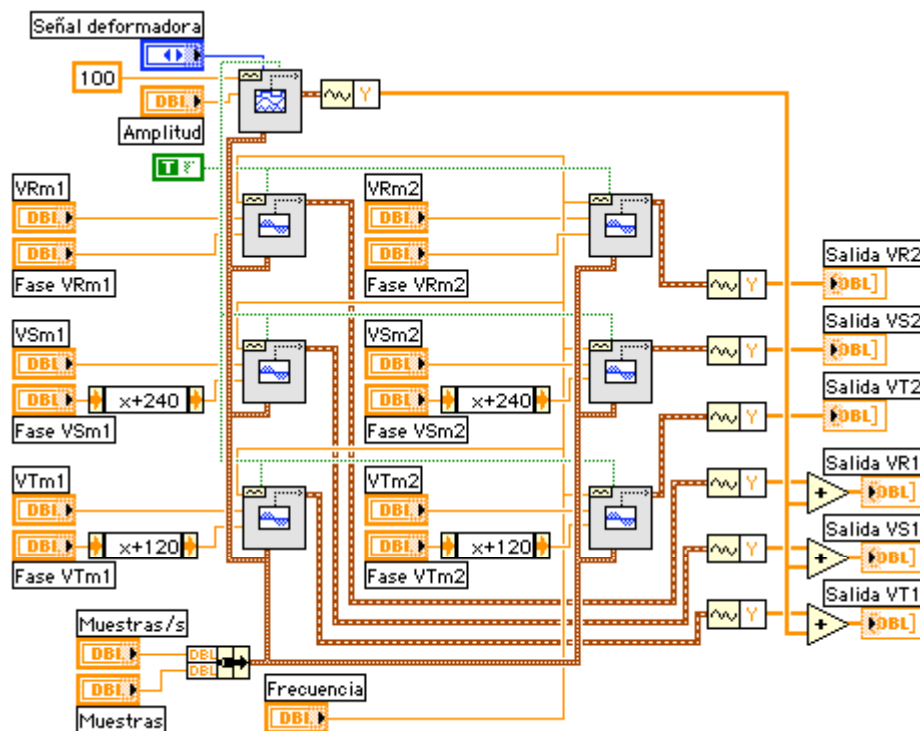 Señal deformadora
100
DBL
Amplitud
Y
T
VRm1
DBL
DBL
Fase VRm1
VRm2
DBL
DBL
Fase VRm2
Y
Salida VR2
DBL]
VSm1
DBL
DBL
x+240
Fase VSm1
VSm2
DBL
DBL
x+240
Fase VSm2
Y
Salida VS2
DBL]
Y
Salida VT2
DBL]
VTm1
DBL
DBL
x+120
Fase VTm1
VTm2
DBL
DBL
x+120
Fase VTm2
Y
+
Salida VR1
DBL]
Y
+
Salida VS1
DBL]
Y
+
Salida VT1
DBL]
Muestras/s
DBL
DBL
DBL
DBL
Muestras
Frecuencia
DBL